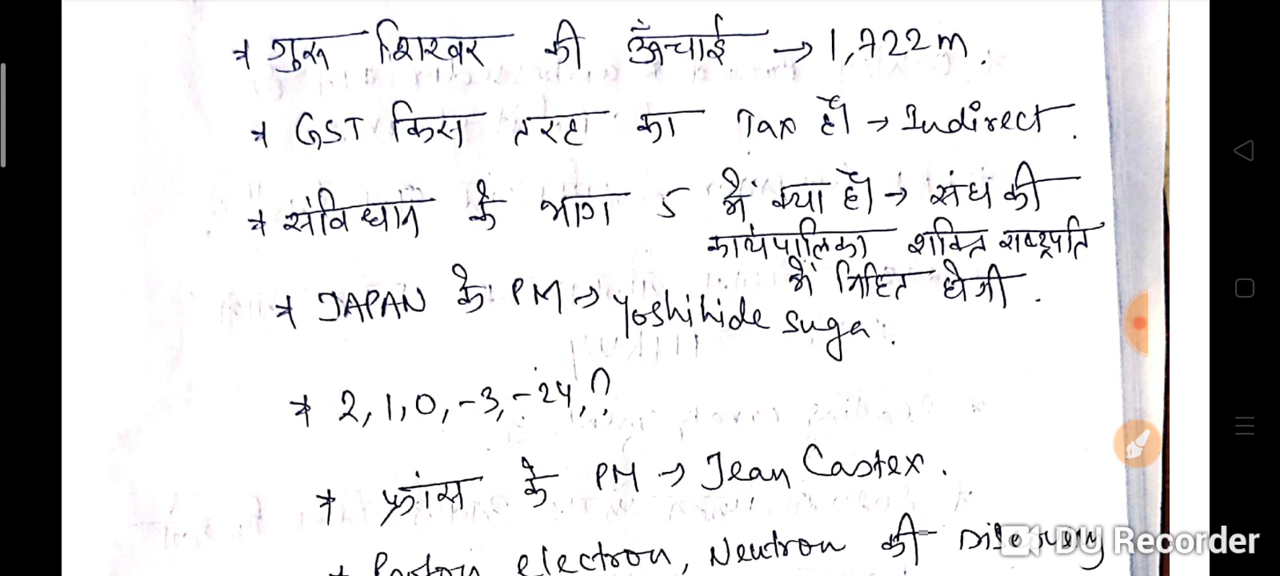 * गुरु शिखर की ऊँचाई → 1,722 m.
* GST किस तरह का Tax है → Indirect.
* संविधान के भाग 5 में क्या है → संघ की
कार्यपालिका शक्ति राष्ट्रपति
में निहित होगी.
* JAPAN के PM → Yoshihide Suga.
* 2, 1, 0, -3, -24, ?
* फ्रांस के PM → Jean Castex.
* electron, Neutron की Discovery
DU Recorder